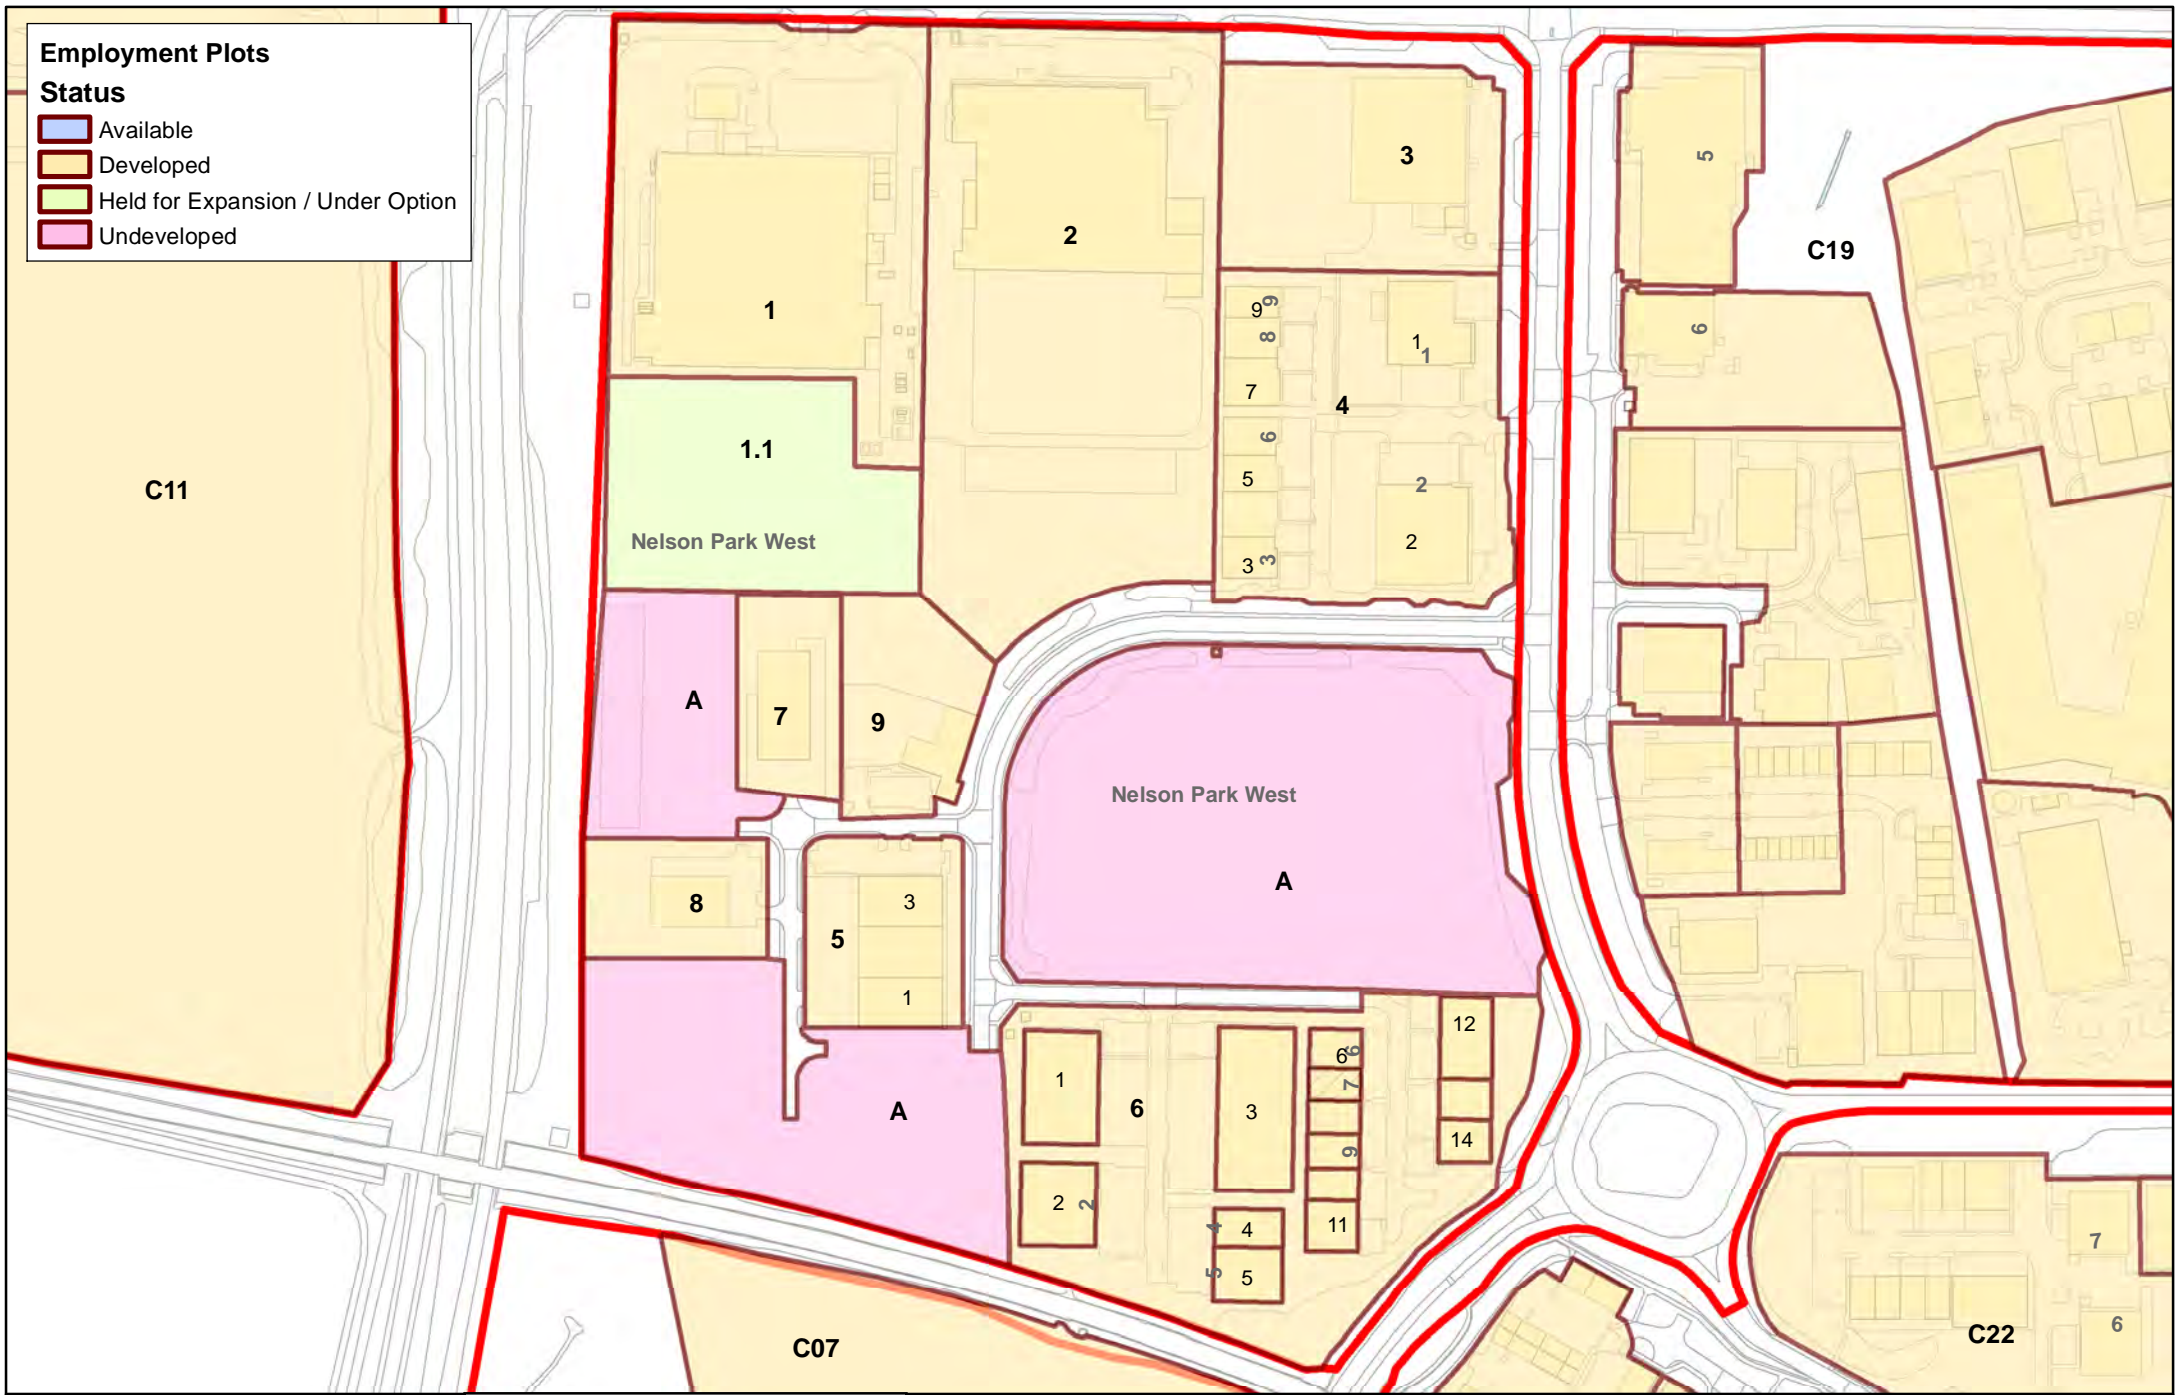 Employment Plots
Status
Available
Developed
Held for Expansion / Under Option
Undeveloped
C11
1
2
3
5
C19
6
9
9
8
7
6
5
3
3
4
1
1
2
2
1.1
Nelson Park West
A
7
9
Nelson Park West
A
8
5
3
1
A
1
2
2
6
3
4
4
5
5
6
6
7
9
11
12
14
C07
C22
7
6